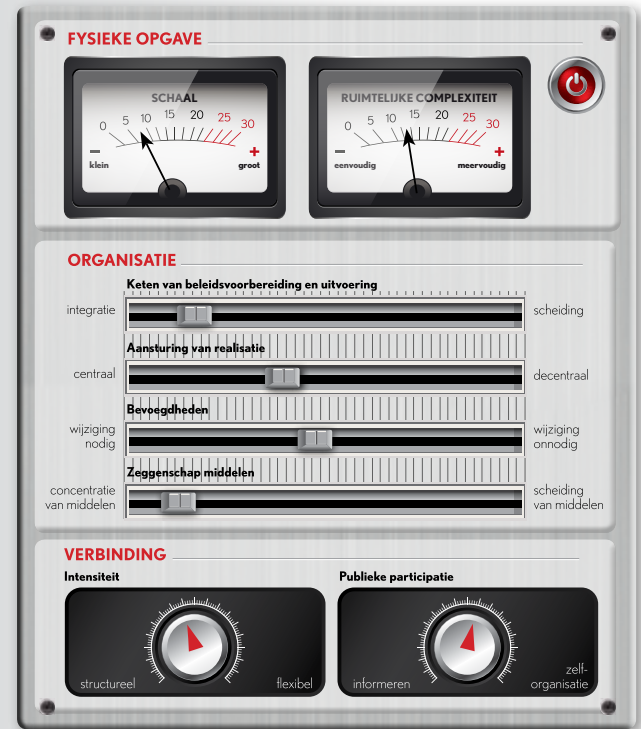 FYSIEKE OPGAVE
SCHAAL
0 5 10 15 20 25 30
– +
klein groot
RUIMTELIJKE COMPLEXITEIT
0 5 10 15 20 25 30
– +
eenvoudig meervoudig
ORGANISATIE
Keten van beleidsvoorbereiding en uitvoering
integratie scheiding
Aansturing van realisatie
centraal decentraal
Bevoegdheden
wijziging wijziging
nodig onnodig
Zeggenschap middelen
concentratie scheiding
van middelen van middelen
VERBINDING
Intensiteit
structureel flexibel
Publieke participatie
informeren zelf-
organisatie